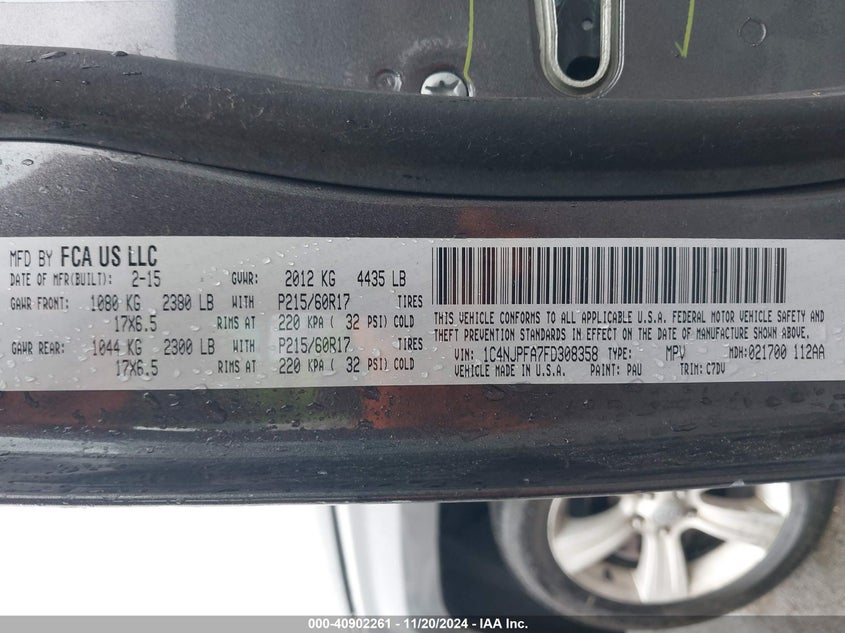 MFD BY FCA US LLC
DATE OF MFR(BUILT): 2-15 GVWR: 2012 KG 4435 LB
GAWR FRONT: 1080 KG 2380 LB WITH P215/60R17 TIRES
17X6.5 RIMS AT 220 KPA ( 32 PSI) COLD
GAWR REAR: 1044 KG 2300 LB WITH P215/60R17 TIRES
17X6.5 RIMS AT 220 KPA ( 32 PSI) COLD
THIS VEHICLE CONFORMS TO ALL APPLICABLE U.S.A. FEDERAL MOTOR VEHICLE SAFETY AND
THEFT PREVENTION STANDARDS IN EFFECT ON THE DATE OF MANUFACTURE SHOWN ABOVE.
VIN: 1C4NJPFA7FD308358 TYPE: MPV MDH:021700 112AA
VEHICLE MADE IN U.S.A. PAINT: PAU TRIM: C7DV
000-40902261 - 11/20/2024 - IAA Inc.